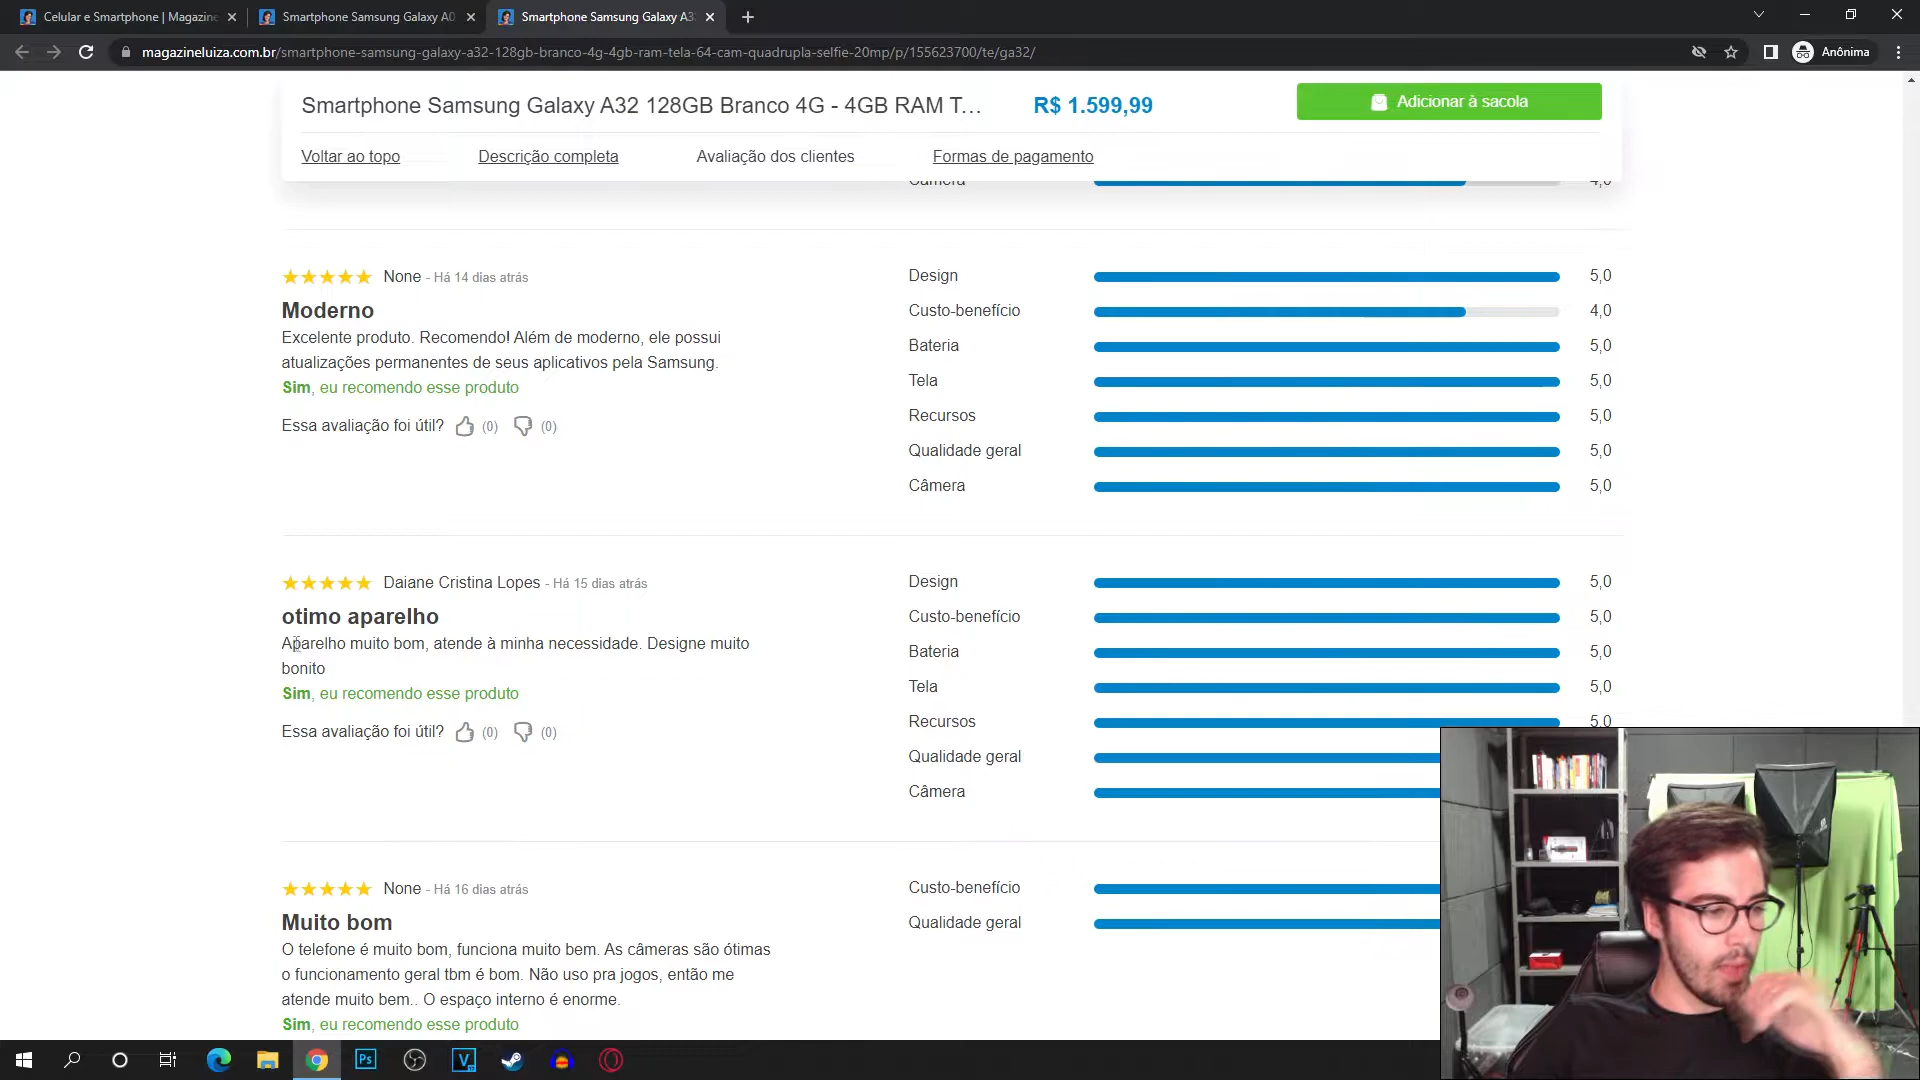 Celular e Smartphone | Magazine
Smartphone Samsung Galaxy A0
Smartphone Samsung Galaxy A3
magazineluiza.com.br/smartphone-samsung-galaxy-a32-128gb-branco-4g-4gb-ram-tela-64-cam-quadrupla-selfie-20mp/p/155623700/te/ga32/
Anônima
Smartphone Samsung Galaxy A32 128GB Branco 4G - 4GB RAM T...
R$ 1.599,99
Adicionar à sacola
Voltar ao topo
Descrição completa
Avaliação dos clientes
Formas de pagamento
Câmera 4,0
None - Há 14 dias atrás
Moderno
Excelente produto. Recomendo! Além de moderno, ele possui
atualizações permanentes de seus aplicativos pela Samsung.
Sim, eu recomendo esse produto
Essa avaliação foi útil? (0) (0)
Design 5,0
Custo-benefício 4,0
Bateria 5,0
Tela 5,0
Recursos 5,0
Qualidade geral 5,0
Câmera 5,0
Daiane Cristina Lopes - Há 15 dias atrás
otimo aparelho
Aparelho muito bom, atende à minha necessidade. Designe muito
bonito
Sim, eu recomendo esse produto
Essa avaliação foi útil? (0) (0)
Design 5,0
Custo-benefício 5,0
Bateria 5,0
Tela 5,0
Recursos 5,0
Qualidade geral
Câmera
None - Há 16 dias atrás
Muito bom
O telefone é muito bom, funciona muito bem. As câmeras são ótimas
o funcionamento geral tbm é bom. Não uso pra jogos, então me
atende muito bem.. O espaço interno é enorme.
Sim, eu recomendo esse produto
Custo-benefício
Qualidade geral
Ps
V